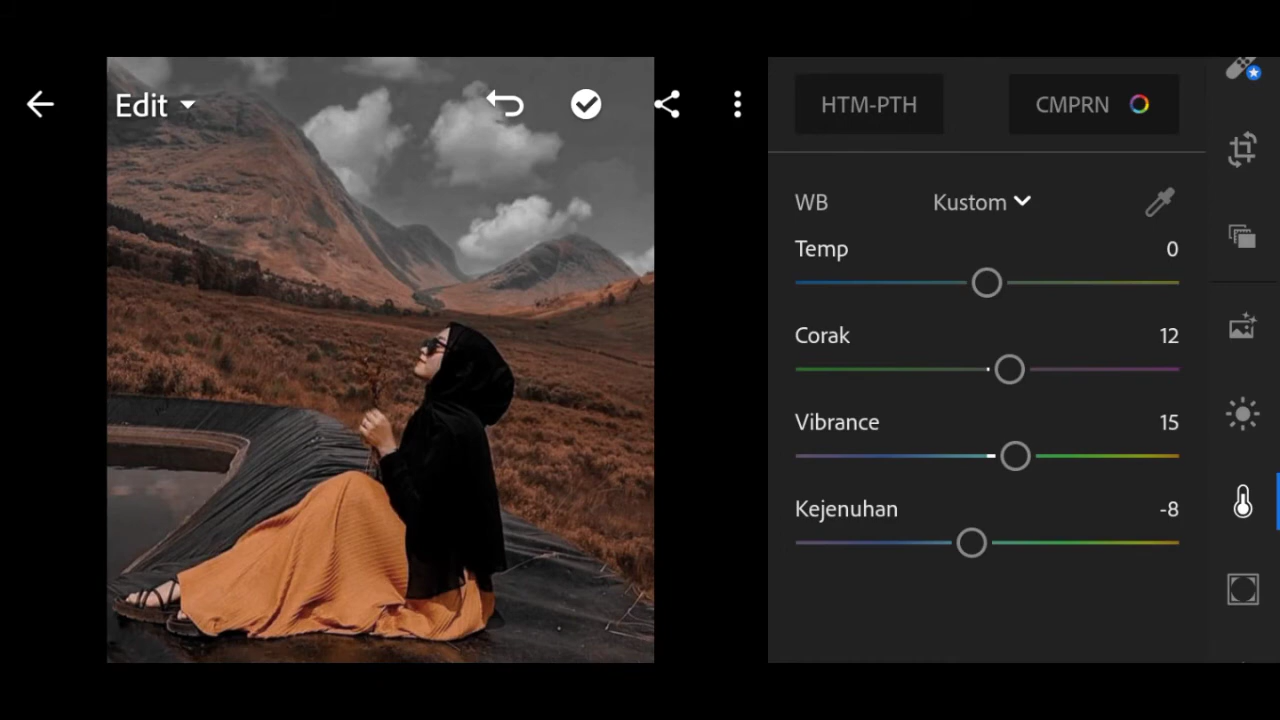 Edit
HTM-PTH
CMPRN
WB
Kustom
Temp
0
Corak
12
Vibrance
15
Kejenuhan
-8